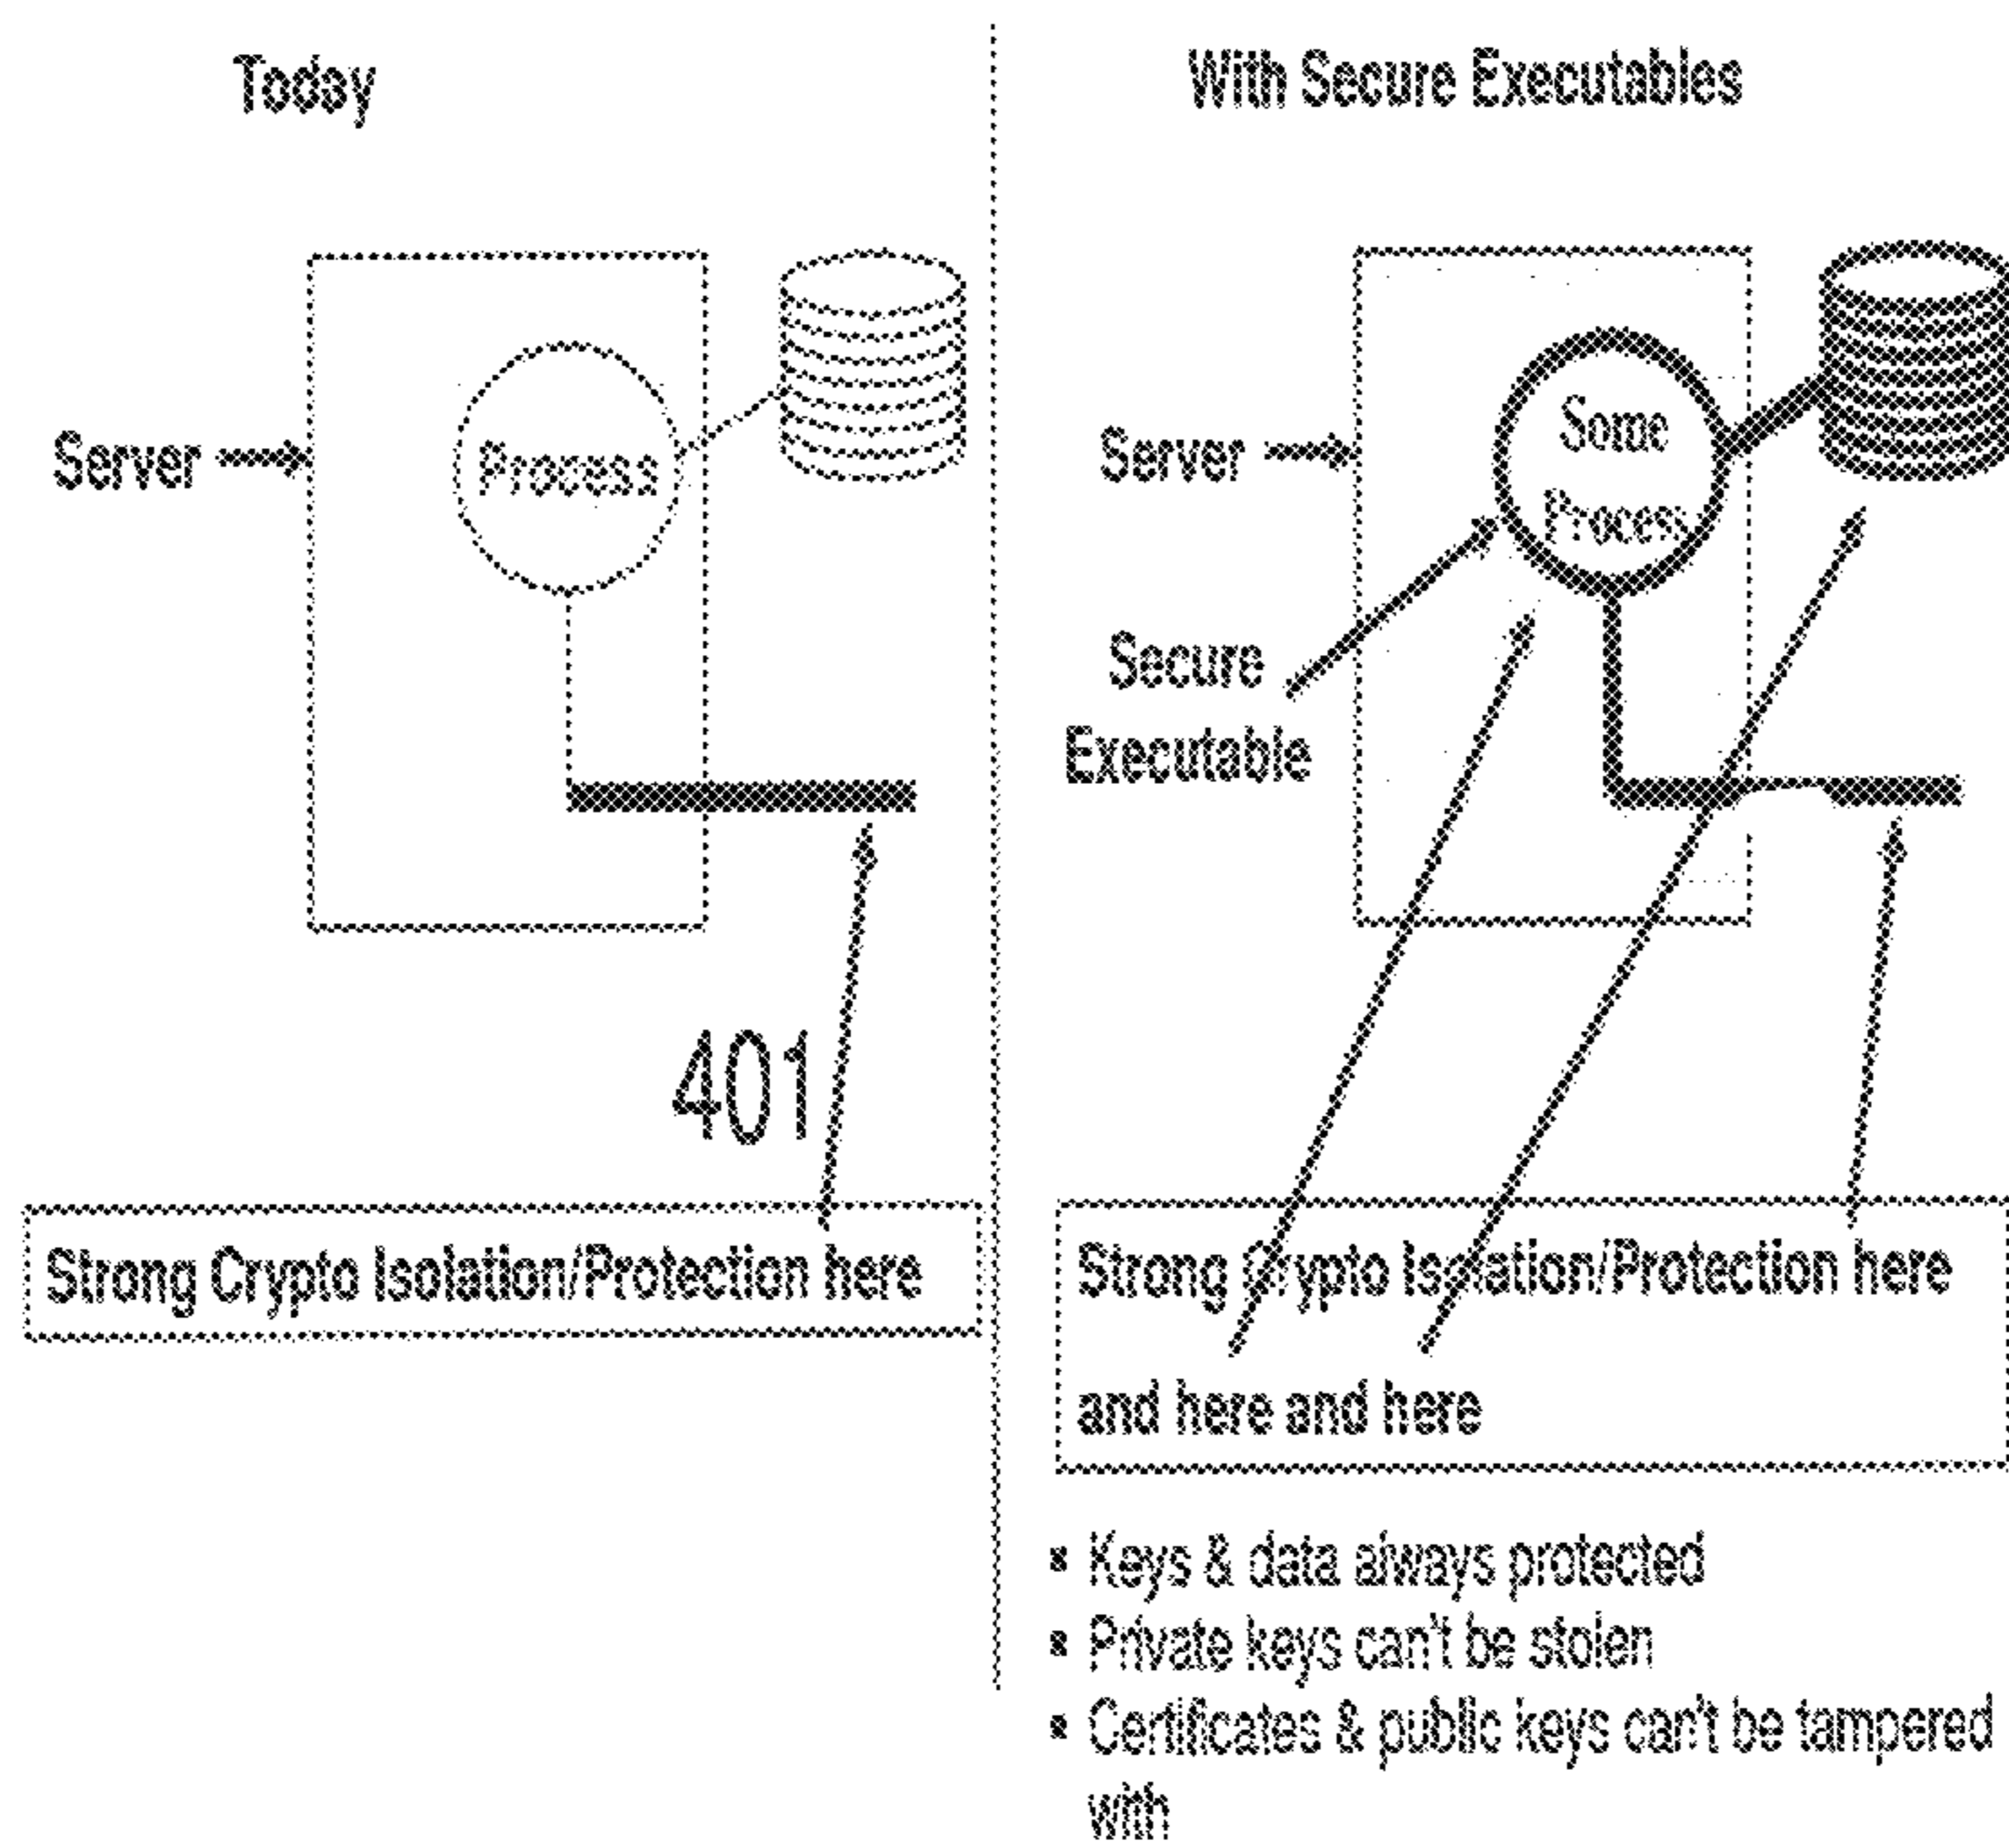 Today
Server
Process
401
Strong Crypto Isolation/Protection here
With Secure Executables
Server
Some
Process
Secure
Executable
Strong Crypto Isolation/Protection here
and here and here
▪ Keys & data always protected
▪ Private keys can't be stolen
▪ Certificates & public keys can't be tampered
with